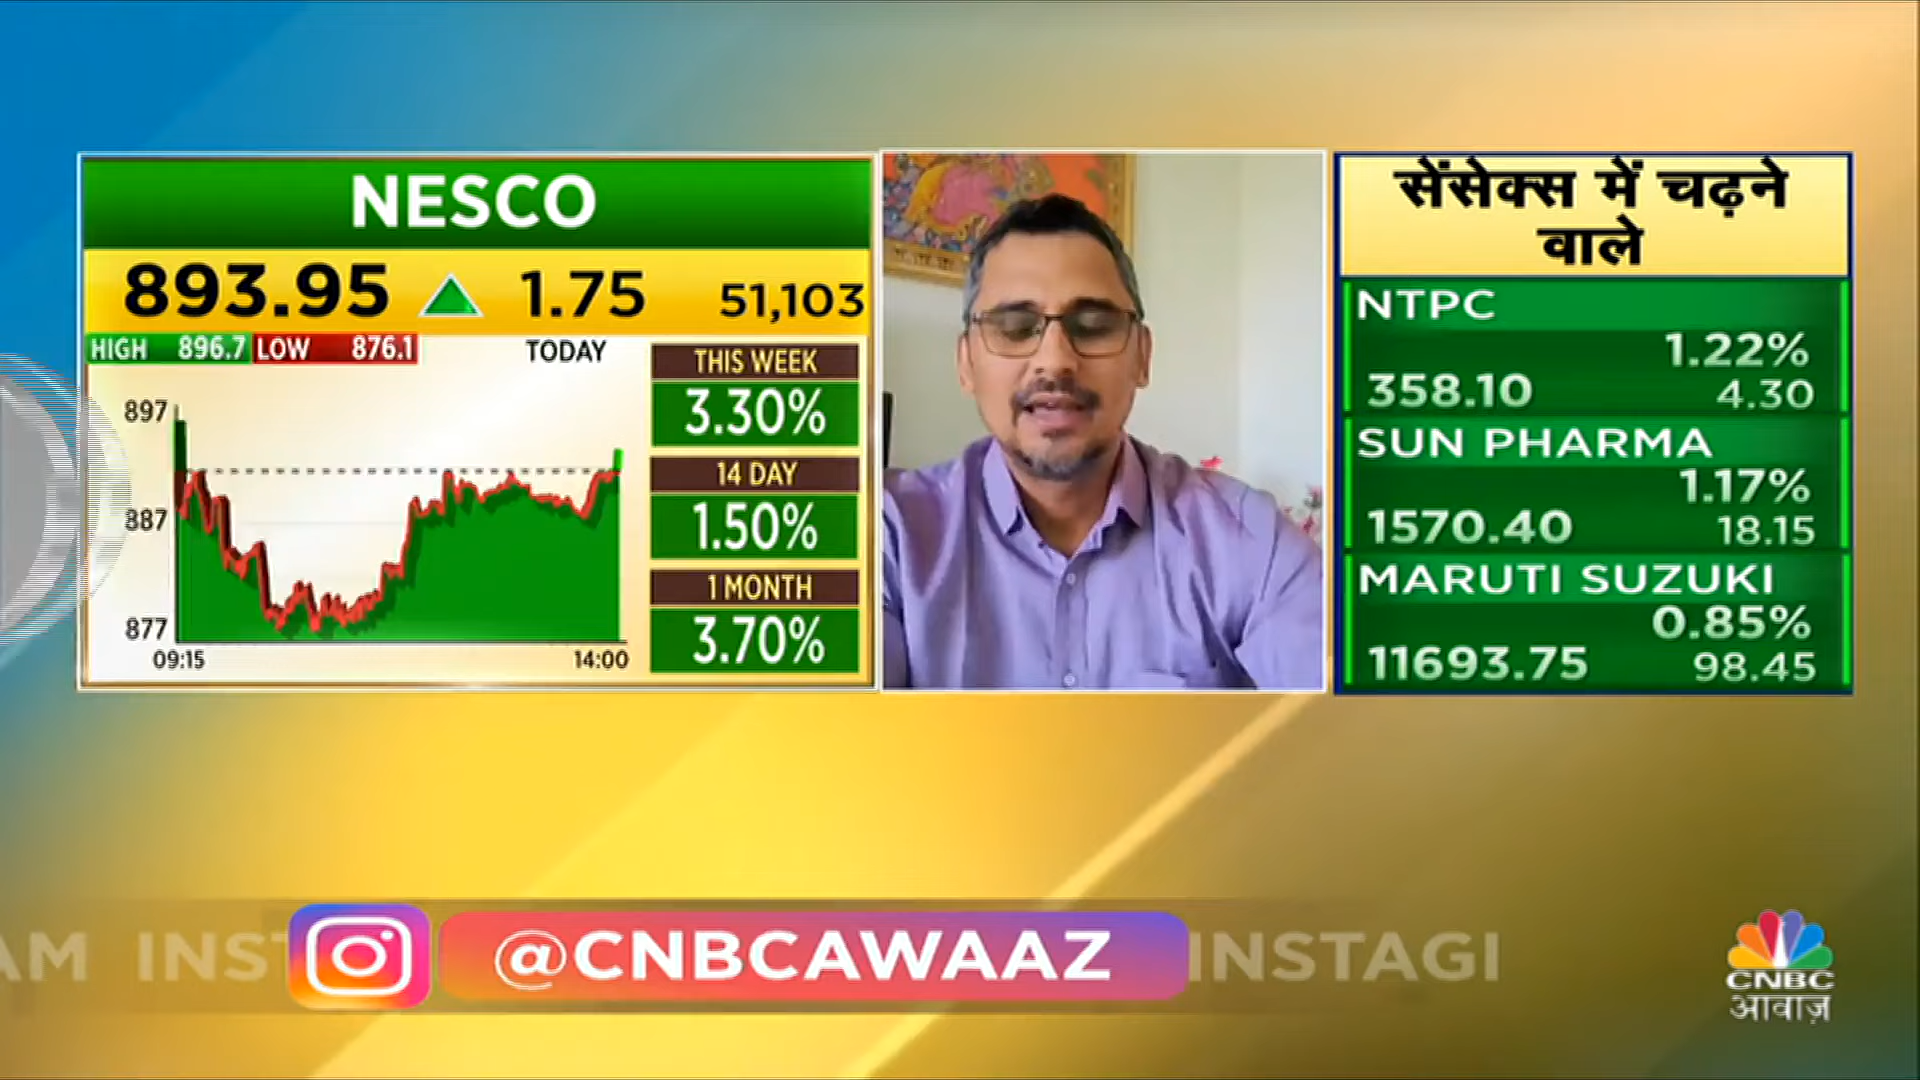 NESCO
893.95 1.75 51,103
HIGH 896.7 LOW 876.1
TODAY
897
887
877
09:15 14:00
THIS WEEK
3.30%
14 DAY
1.50%
1 MONTH
3.70%
सेंसेक्स में चढ़ने
वाले
NTPC
1.22%
358.10 4.30
SUN PHARMA
1.17%
1570.40 18.15
MARUTI SUZUKI
0.85%
11693.75 98.45
AM INST @CNBCAWAAZ INSTAGI
CNBC
आवाज़